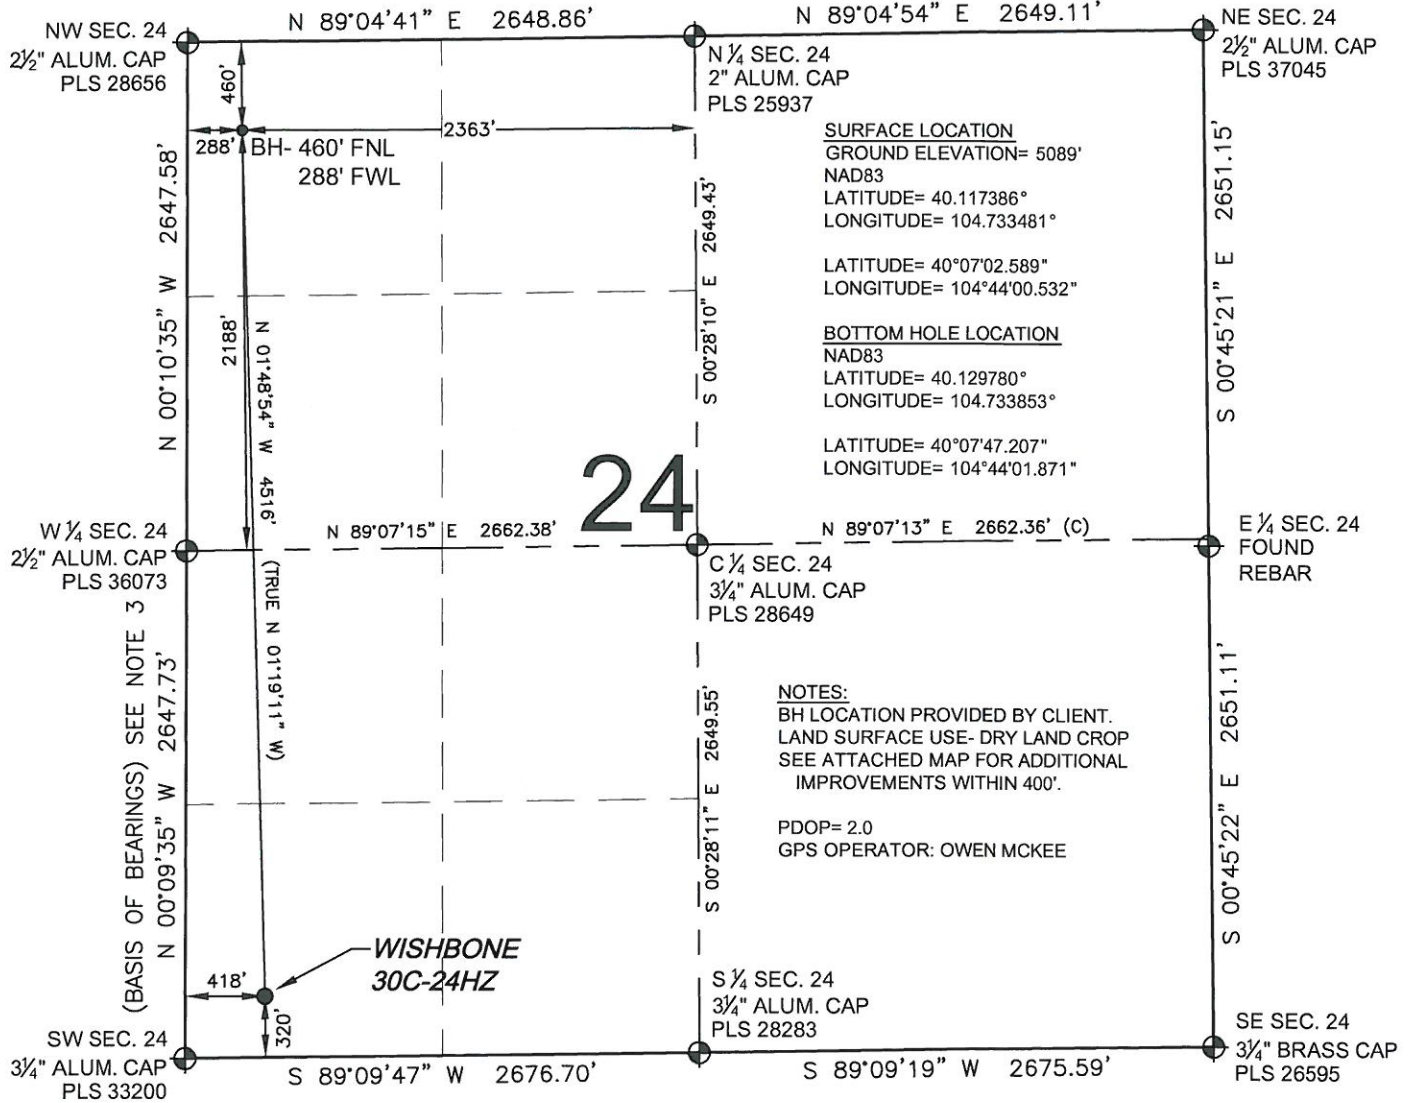 N 89°04'41" E 2648.86'
N 89°04'54" E 2649.11'
NW SEC. 24
2½" ALUM. CAP
PLS 28656
N ¼ SEC. 24
2" ALUM. CAP
PLS 25937
NE SEC. 24
2½" ALUM. CAP
PLS 37045
460'
288'
2363'
BH- 460' FNL
288' FWL
SURFACE LOCATION
GROUND ELEVATION= 5089'
NAD83
LATITUDE= 40.117386°
LONGITUDE= 104.733481°
LATITUDE= 40°07'02.589"
LONGITUDE= 104°44'00.532"
BOTTOM HOLE LOCATION
NAD83
LATITUDE= 40.129780°
LONGITUDE= 104.733853°
LATITUDE= 40°07'47.207"
LONGITUDE= 104°44'01.871"
N 00°10'35" W 2647.58'
2188'
N 01°48'54" W 4516'
(TRUE N 01°19'11" W)
S 00°28'10" E 2649.43'
S 00°45'21" E 2651.15'
24
W ¼ SEC. 24
2½" ALUM. CAP
PLS 36073
N 89°07'15" E 2662.38'
N 89°07'13" E 2662.36' (C)
C ¼ SEC. 24
3¼" ALUM. CAP
PLS 28649
E ¼ SEC. 24
FOUND
REBAR
(BASIS OF BEARINGS) SEE NOTE 3
N 00°09'35" W 2647.73'
S 00°28'11" E 2649.55'
S 00°45'22" E 2651.11'
NOTES:
BH LOCATION PROVIDED BY CLIENT.
LAND SURFACE USE- DRY LAND CROP
SEE ATTACHED MAP FOR ADDITIONAL
IMPROVEMENTS WITHIN 400'.
PDOP= 2.0
GPS OPERATOR: OWEN MCKEE
WISHBONE
30C-24HZ
418'
320'
SW SEC. 24
3¼" ALUM. CAP
PLS 33200
S ¼ SEC. 24
3¼" ALUM. CAP
PLS 28283
SE SEC. 24
3¼" BRASS CAP
PLS 26595
S 89°09'47" W 2676.70'
S 89°09'19" W 2675.59'